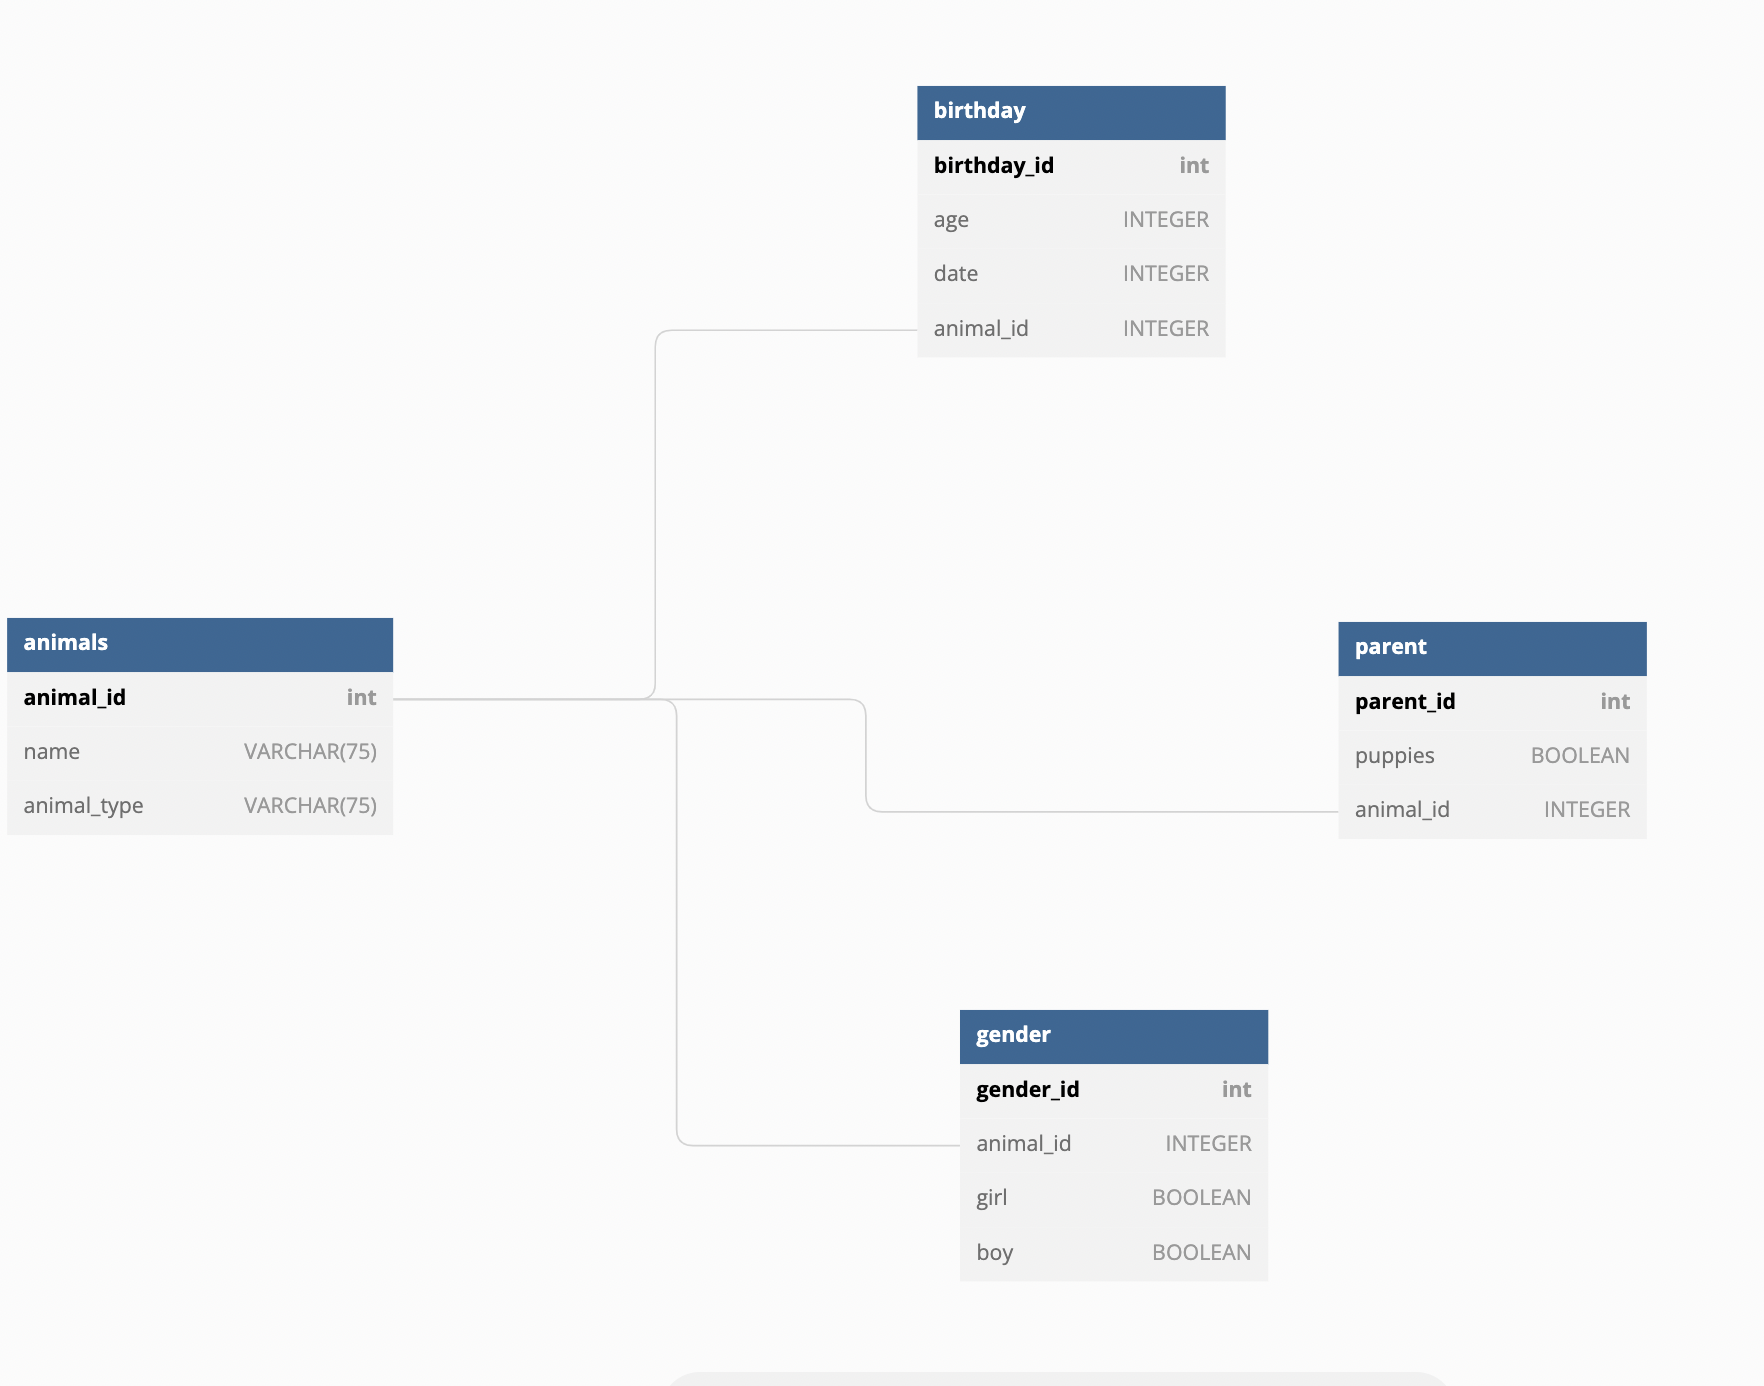 birthday
birthday_id int
age INTEGER
date INTEGER
animal_id INTEGER
animals
animal_id int
name VARCHAR(75)
animal_type VARCHAR(75)
parent
parent_id int
puppies BOOLEAN
animal_id INTEGER
gender
gender_id int
animal_id INTEGER
girl BOOLEAN
boy BOOLEAN